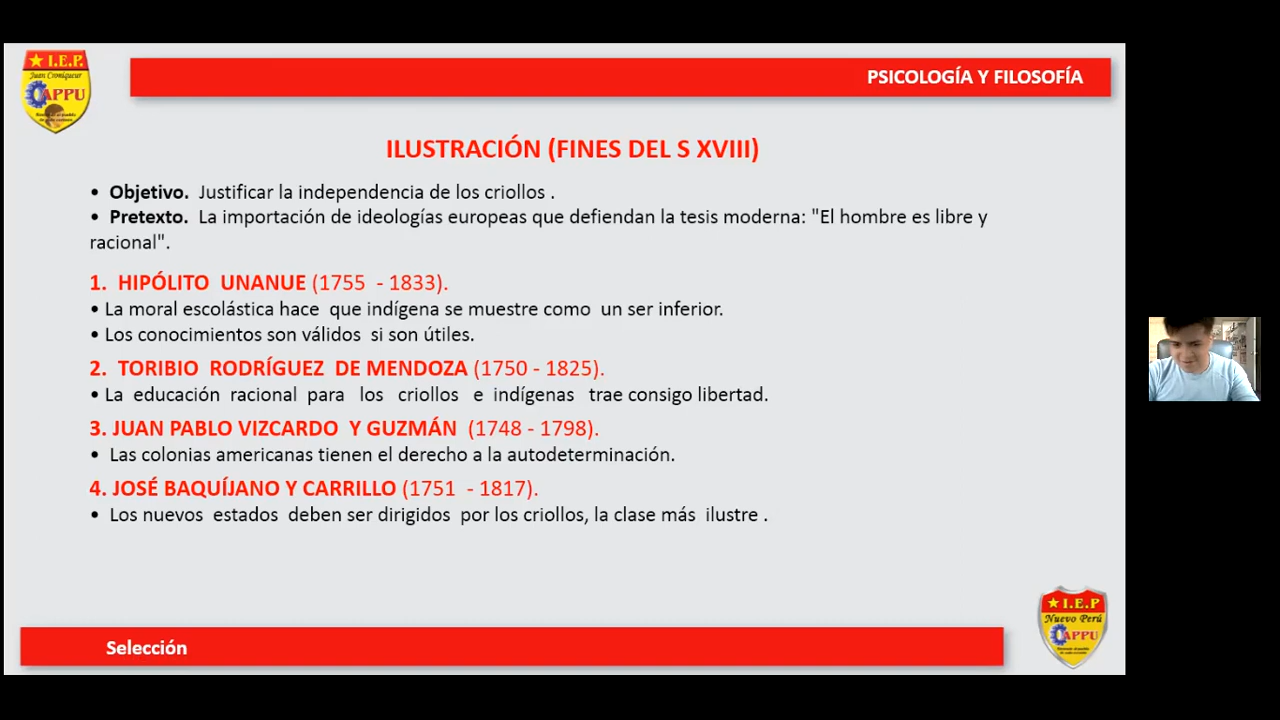 I.E.P.
Juan Croniqueur
CAPPU
PSICOLOGÍA Y FILOSOFÍA
ILUSTRACIÓN (FINES DEL S XVIII)
• Objetivo. Justificar la independencia de los criollos .
• Pretexto. La importación de ideologías europeas que defiendan la tesis moderna: "El hombre es libre y
racional".
1. HIPÓLITO UNANUE (1755 - 1833).
• La moral escolástica hace que indígena se muestre como un ser inferior.
• Los conocimientos son válidos si son útiles.
2. TORIBIO RODRÍGUEZ DE MENDOZA (1750 - 1825).
• La educación racional para los criollos e indígenas trae consigo libertad.
3. JUAN PABLO VIZCARDO Y GUZMÁN (1748 - 1798).
• Las colonias americanas tienen el derecho a la autodeterminación.
4. JOSÉ BAQUÍJANO Y CARRILLO (1751 - 1817).
• Los nuevos estados deben ser dirigidos por los criollos, la clase más ilustre .
I.E.P
Nuevo Perú
CAPPU
Selección